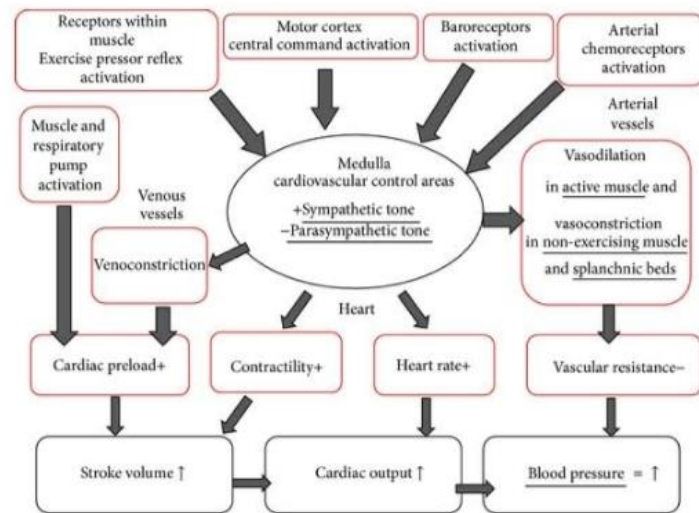 Receptors within
muscle
Exercise pressor reflex
activation
Motor cortex
central command activation
Baroreceptors
activation
Arterial
chemoreceptors
activation
Muscle and
respiratory
pump
activation
Venous
vessels
Venoconstriction
Medulla
cardiovascular control areas
+Sympathetic tone
−Parasympathetic tone
Arterial
vessels
Vasodilation
in active muscle and
vasoconstriction
in non-exercising muscle
and splanchnic beds
Heart
Cardiac preload+
Contractility+
Heart rate+
Vascular resistance−
Stroke volume ↑
Cardiac output ↑
Blood pressure = ↑